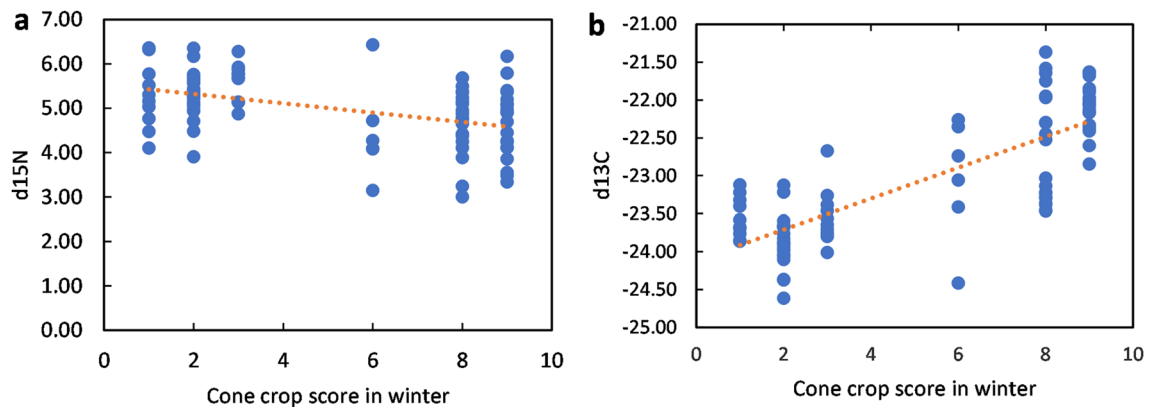 a
7.00
6.00
5.00
4.00
3.00
2.00
1.00
0.00
d15N
0 2 4 6 8 10
Cone crop score in winter
b
-21.00
-21.50
-22.00
-22.50
-23.00
-23.50
-24.00
-24.50
-25.00
d13C
0 2 4 6 8 10
Cone crop score in winter